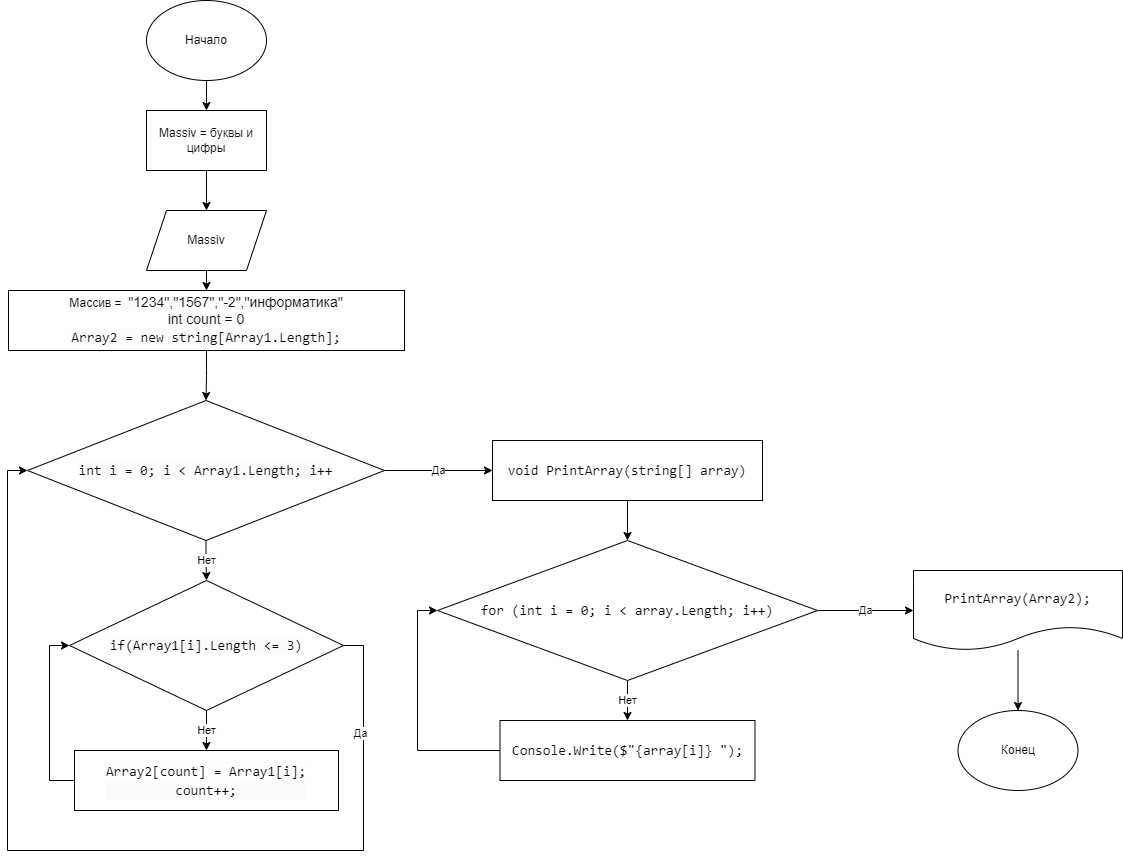 Начало
Massiv = буквы и
цифры
Massiv
Массив = "1234","1567","-2","информатика"
int count = 0
Array2 = new string[Array1.Length];
int i = 0; i < Array1.Length; i++
Да
void PrintArray(string[] array)
Нет
for (int i = 0; i < array.Length; i++)
Да
PrintArray(Array2);
if(Array1[i].Length <= 3)
Нет
Нет
Да
Array2[count] = Array1[i];
count++;
Console.Write($"{array[i]} ");
Конец